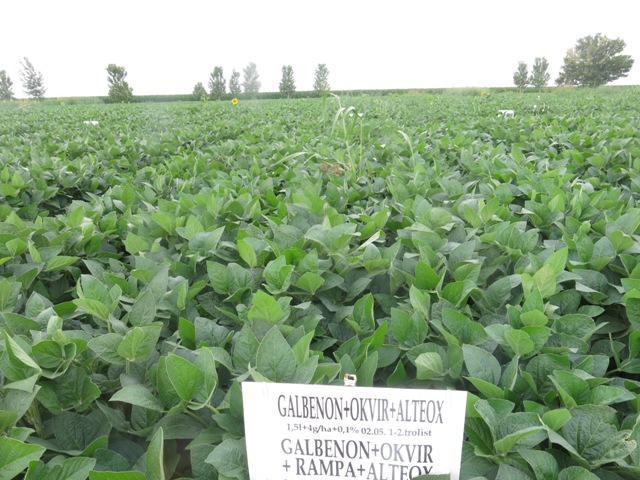 GALBENON+OKVIR+ALTEOX
1,5l+4g/ha+0,1% 02.05. 1-2.trolist
GALBENON+OKVIR
+ RAMPA+ALTEOX